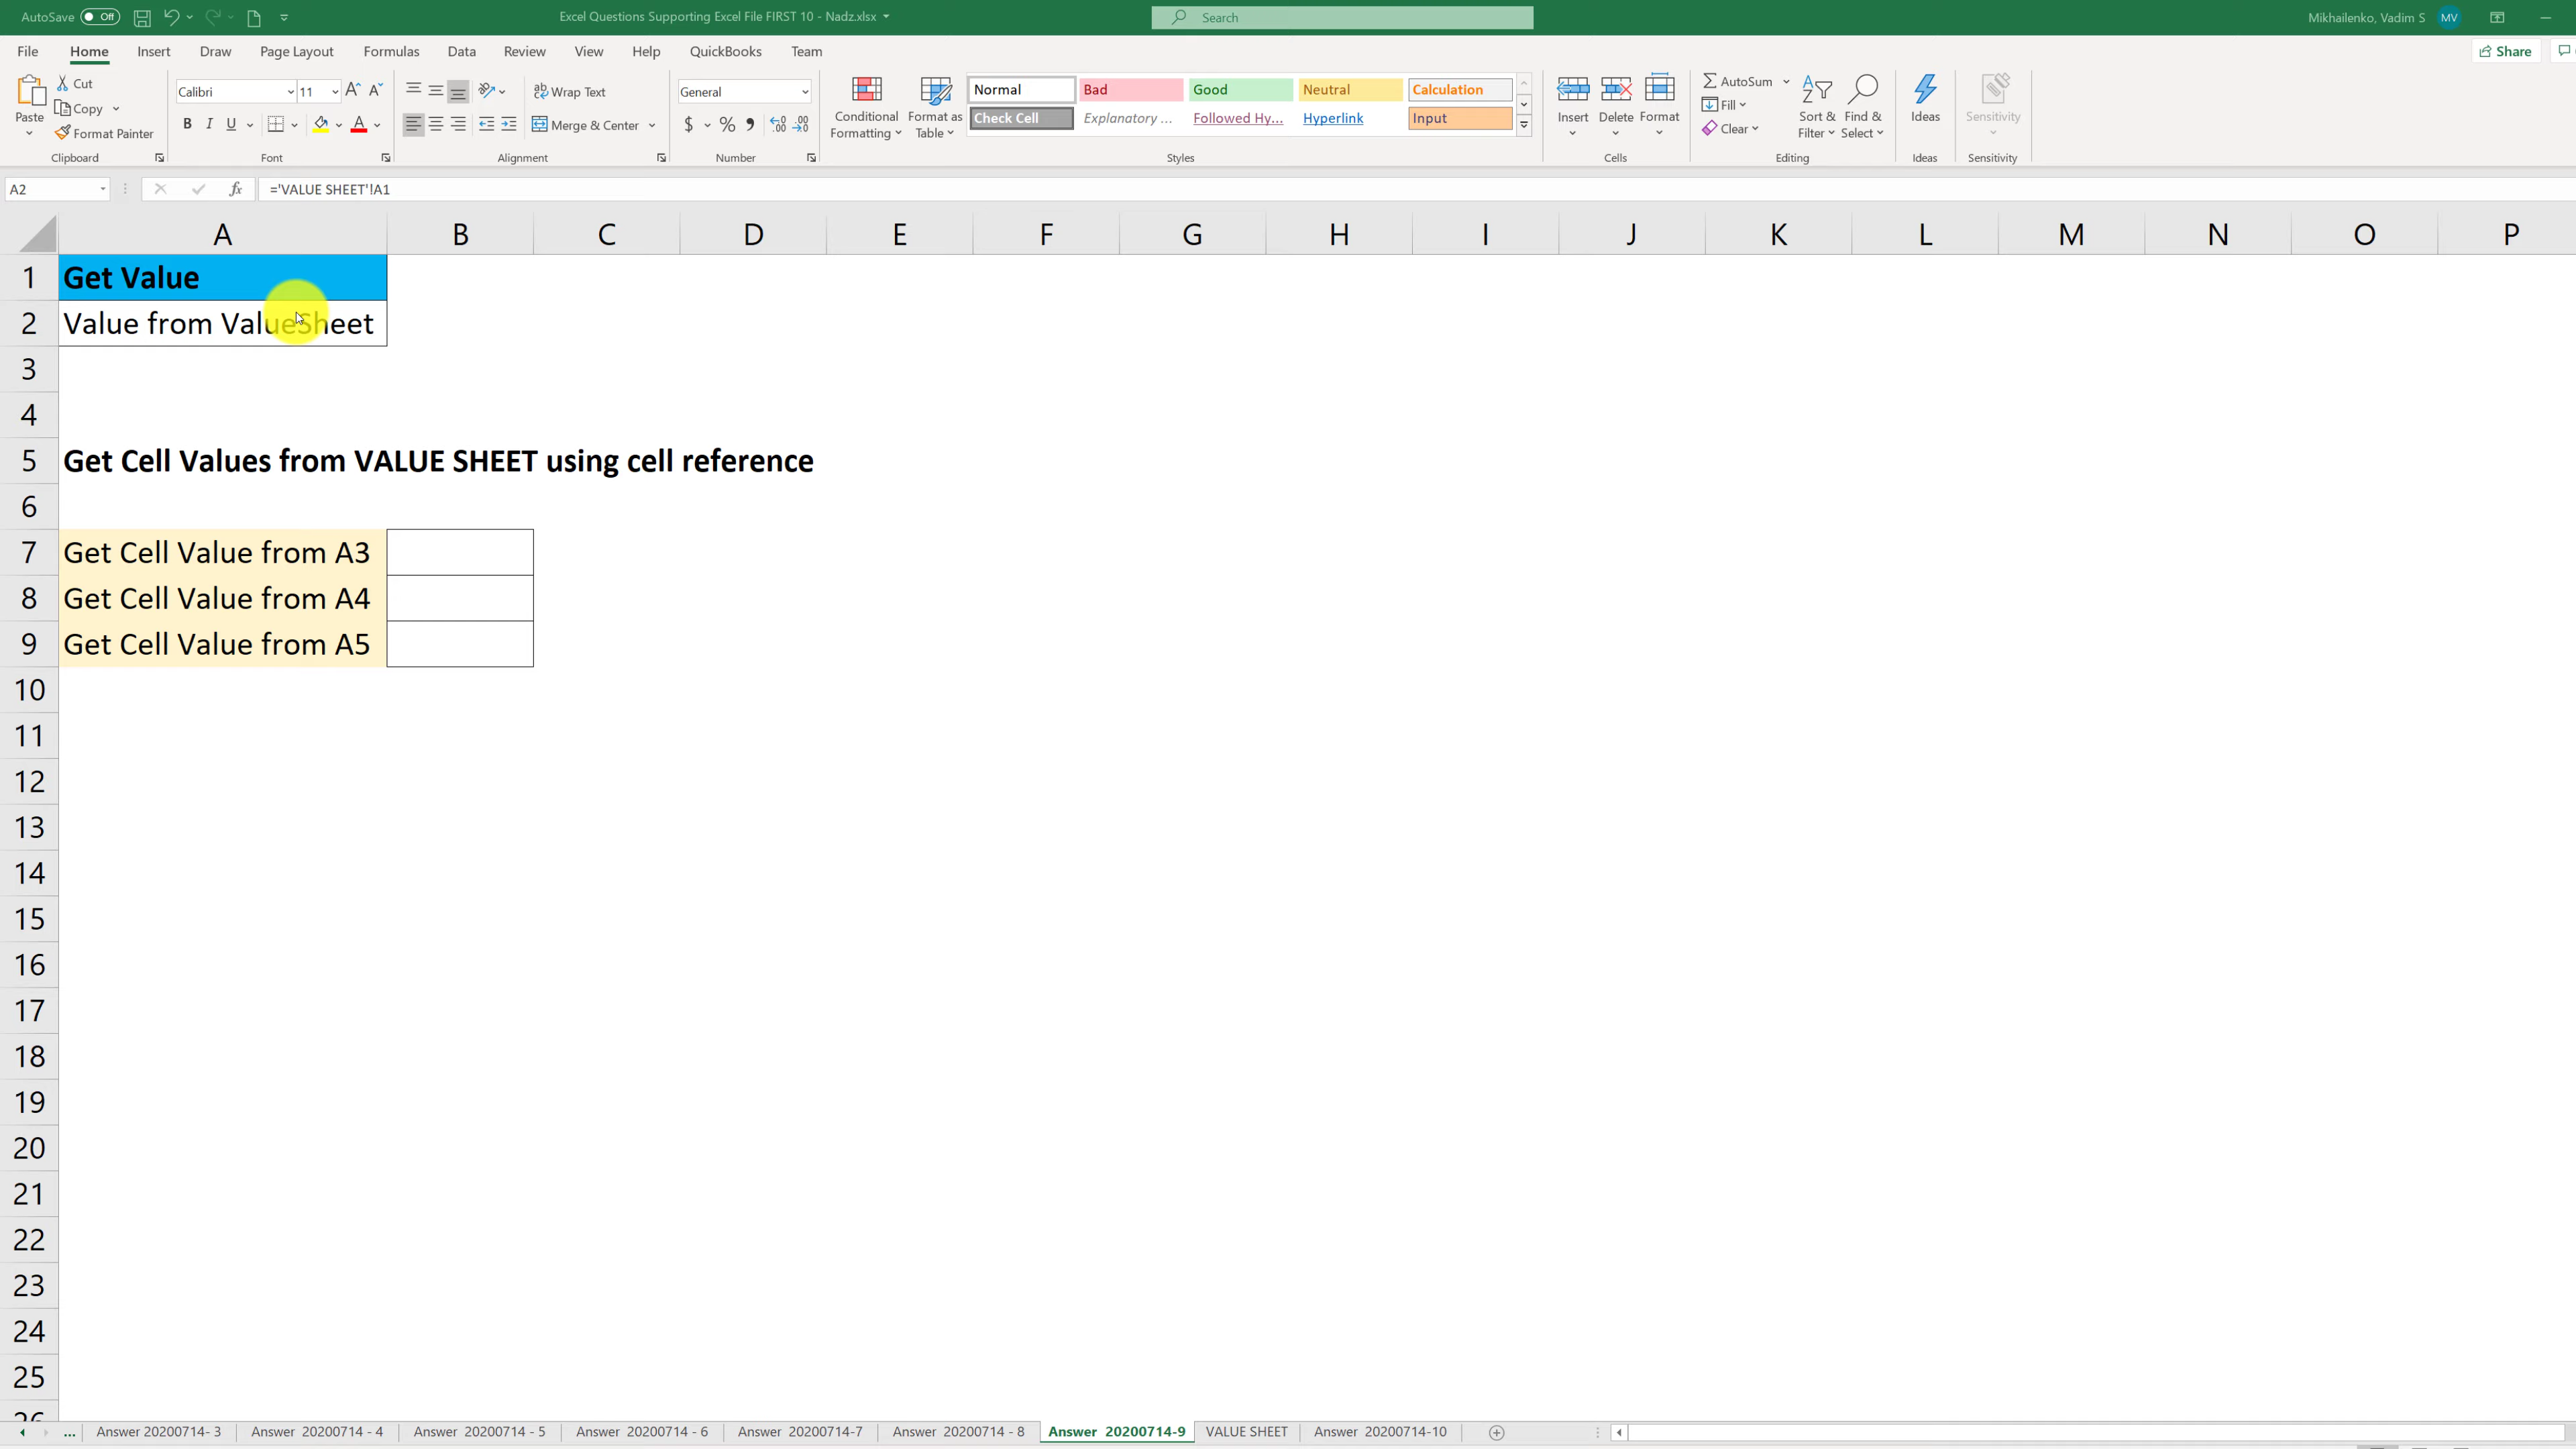 AutoSave Off Excel Questions Supporting Excel File FIRST 10 - Nadz.xlsx Search Mikhailenko, Vadim S MV
File Home Insert Draw Page Layout Formulas Data Review View Help QuickBooks Team Share
Paste Cut Copy Format Painter
Calibri 11
B I U A
Wrap Text
Merge & Center
General
$ %
Conditional Formatting
Format as Table
Normal Bad Good Neutral Calculation
Check Cell Explanatory ... Followed Hy... Hyperlink Input
Insert Delete Format
AutoSum
Fill
Clear
Sort & Filter
Find & Select
Ideas
Sensitivity
Clipboard Font Alignment Number Styles Cells Editing Ideas Sensitivity
A2 fx ='VALUE SHEET'!A1
A B C D E F G H I J K L M N O P
1 Get Value
2 Value from ValueSheet
3
4
5 Get Cell Values from VALUE SHEET using cell reference
6
7 Get Cell Value from A3
8 Get Cell Value from A4
9 Get Cell Value from A5
10
11
12
13
14
15
16
17
18
19
20
21
22
23
24
25
26
... Answer 20200714- 3 Answer 20200714 - 4 Answer 20200714 - 5 Answer 20200714 - 6 Answer 20200714-7 Answer 20200714 - 8 Answer 20200714-9 VALUE SHEET Answer 20200714-10